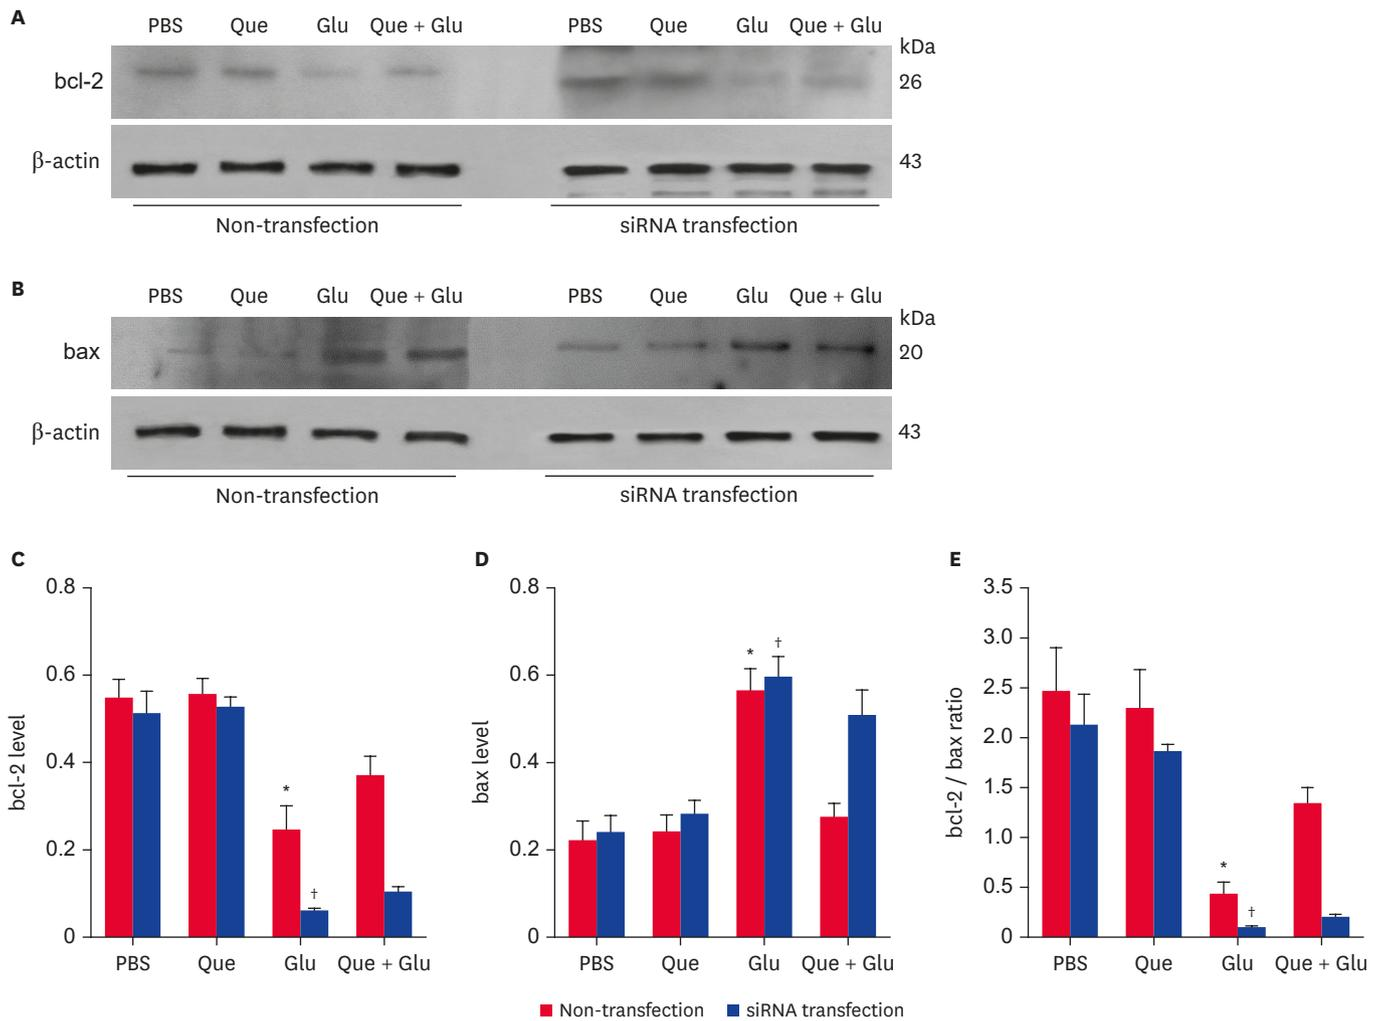 A
PBS Que Glu Que + Glu PBS Que Glu Que + Glu
kDa
bcl-2 26
β-actin 43
Non-transfection siRNA transfection
B
PBS Que Glu Que + Glu PBS Que Glu Que + Glu
kDa
bax 20
β-actin 43
Non-transfection siRNA transfection
C
bcl-2 level
0.8
0.6
0.4
0.2
0
*
†
PBS Que Glu Que + Glu
D
bax level
0.8
0.6
0.4
0.2
0
* †
PBS Que Glu Que + Glu
E
bcl-2 / bax ratio
3.5
3.0
2.5
2.0
1.5
1.0
0.5
0
*
†
PBS Que Glu Que + Glu
Non-transfection siRNA transfection